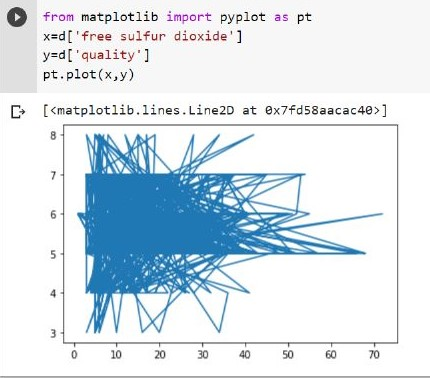 from matplotlib import pyplot as pt
x=d['free sulfur dioxide']
y=d['quality']
pt.plot(x,y)
[<matplotlib.lines.Line2D at 0x7fd58aacac40>]
8
7
6
5
4
3
0 10 20 30 40 50 60 70